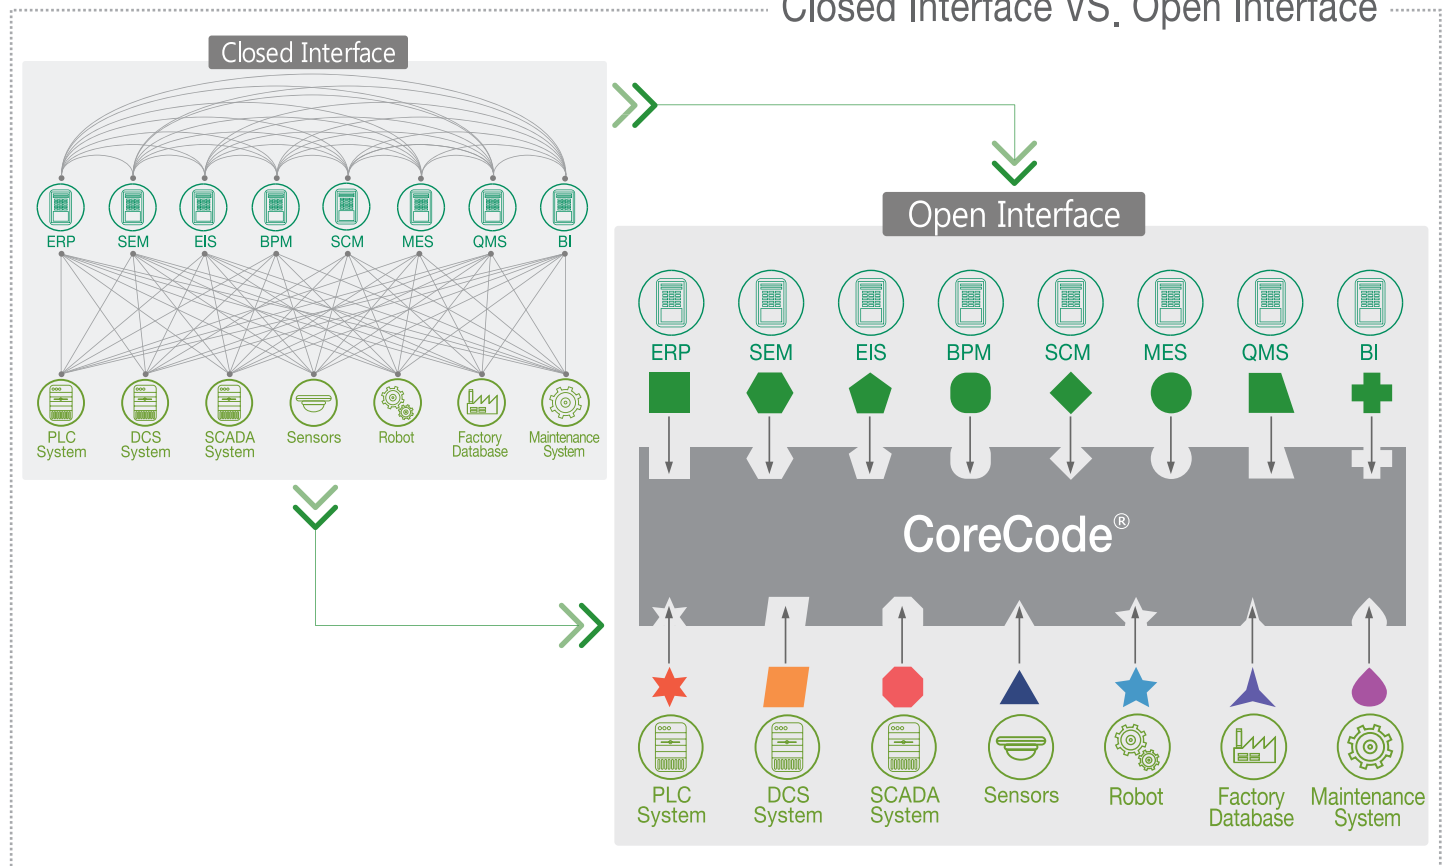 Closed Interface VS. Open Interface
Closed Interface
ERP SEM EIS BPM SCM MES QMS BI
PLC System
DCS System
SCADA System
Sensors
Robot
Factory Database
Maintenance System
Open Interface
ERP SEM EIS BPM SCM MES QMS BI
CoreCode®
PLC System
DCS System
SCADA System
Sensors
Robot
Factory Database
Maintenance System